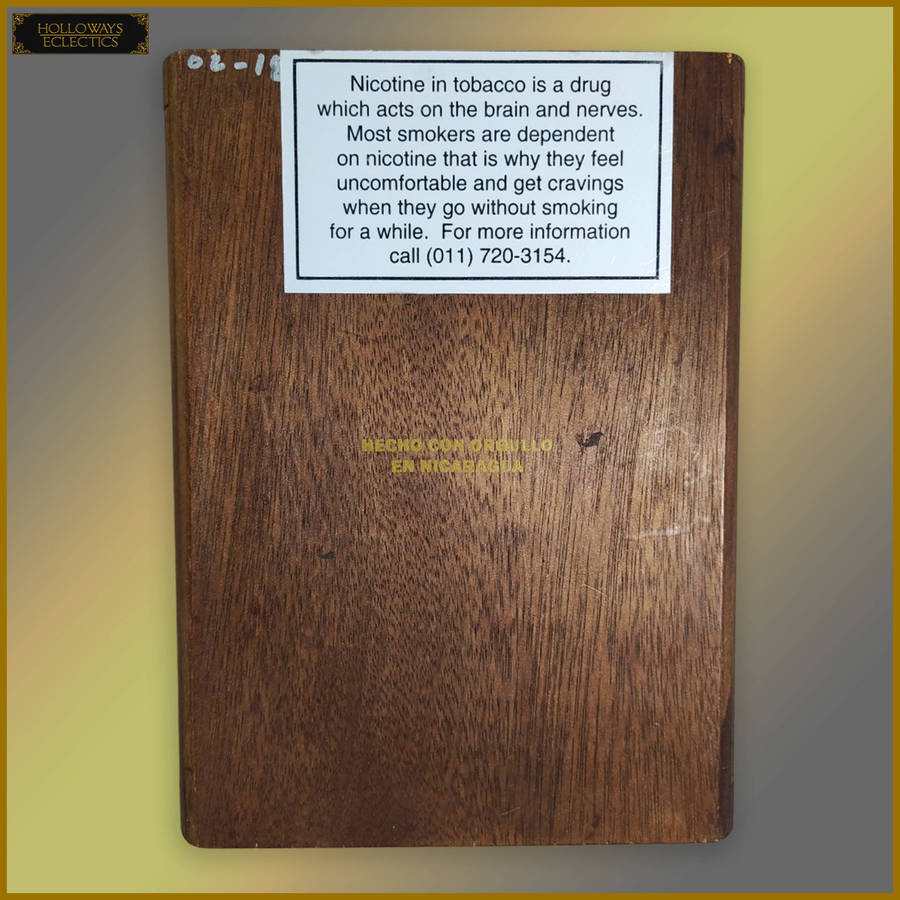 HOLLOWAYS
ECLECTICS
02-18
Nicotine in tobacco is a drug
which acts on the brain and nerves.
Most smokers are dependent
on nicotine that is why they feel
uncomfortable and get cravings
when they go without smoking
for a while. For more information
call (011) 720-3154.
HECHO CON ORGULLO
EN NICARAGUA